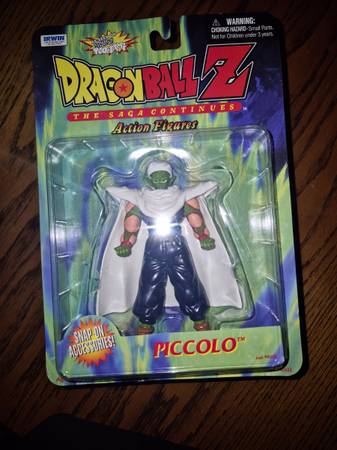 IRWIN
WARNING:
CHOKING HAZARD-Small Parts.
Not for Children under 3 years.
DRAGONBALL Z
THE SAGA CONTINUES
Action Figures
SNAP ON
ACCESSORIES!
PICCOLO™